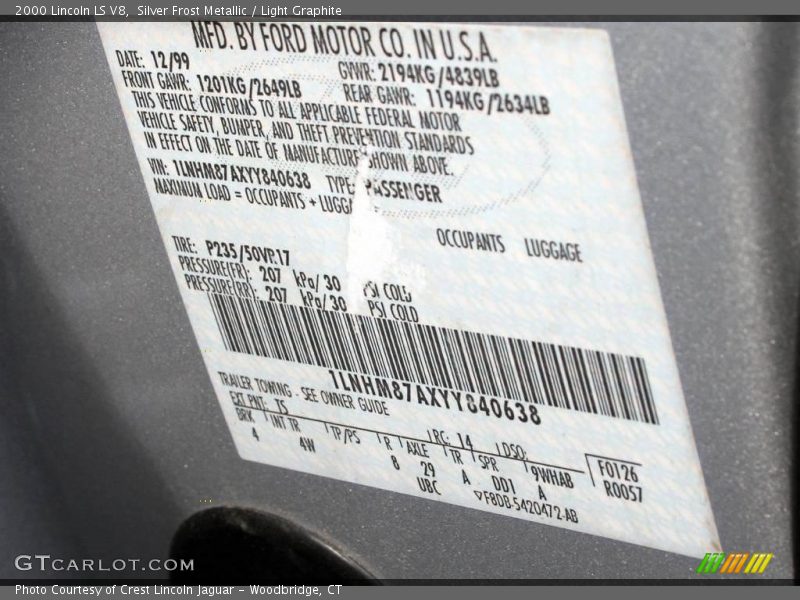 2000 Lincoln LS V8, Silver Frost Metallic / Light Graphite
MFD. BY FORD MOTOR CO. IN U.S.A.
DATE: 12/99 GVWR: 2194KG/4839LB
FRONT GAWR: 1201KG/2649LB REAR GAWR: 1194KG/2634LB
THIS VEHICLE CONFORMS TO ALL APPLICABLE FEDERAL MOTOR
VEHICLE SAFETY, BUMPER, AND THEFT PREVENTION STANDARDS
IN EFFECT ON THE DATE OF MANUFACTURE SHOWN ABOVE.
VIN: 1LNHM87AXYY840638 TYPE: PASSENGER
MAXIMUN LOAD = OCCUPANTS + LUGGA
OCCUPANTS LUGGAGE
TIRE: P235/50VR17
PRESSURE(FR): 207 kPa/30 PSI COLD
PRESSURE(RR): 207 kPa/30 PSI COLD
1LNHM87AXYY840638
TRAILER TOWING - SEE OWNER GUIDE
EXT PNT: TS RC: 14 DSO:
BRK INT TR TP/PS R AXLE TR SPR 9WHAB F0126
4 4W 8 29 A DD1 A R0057
UBC ▽F8DB-5420472-AB
GTCARLOT.COM
Photo Courtesy of Crest Lincoln Jaguar – Woodbridge, CT